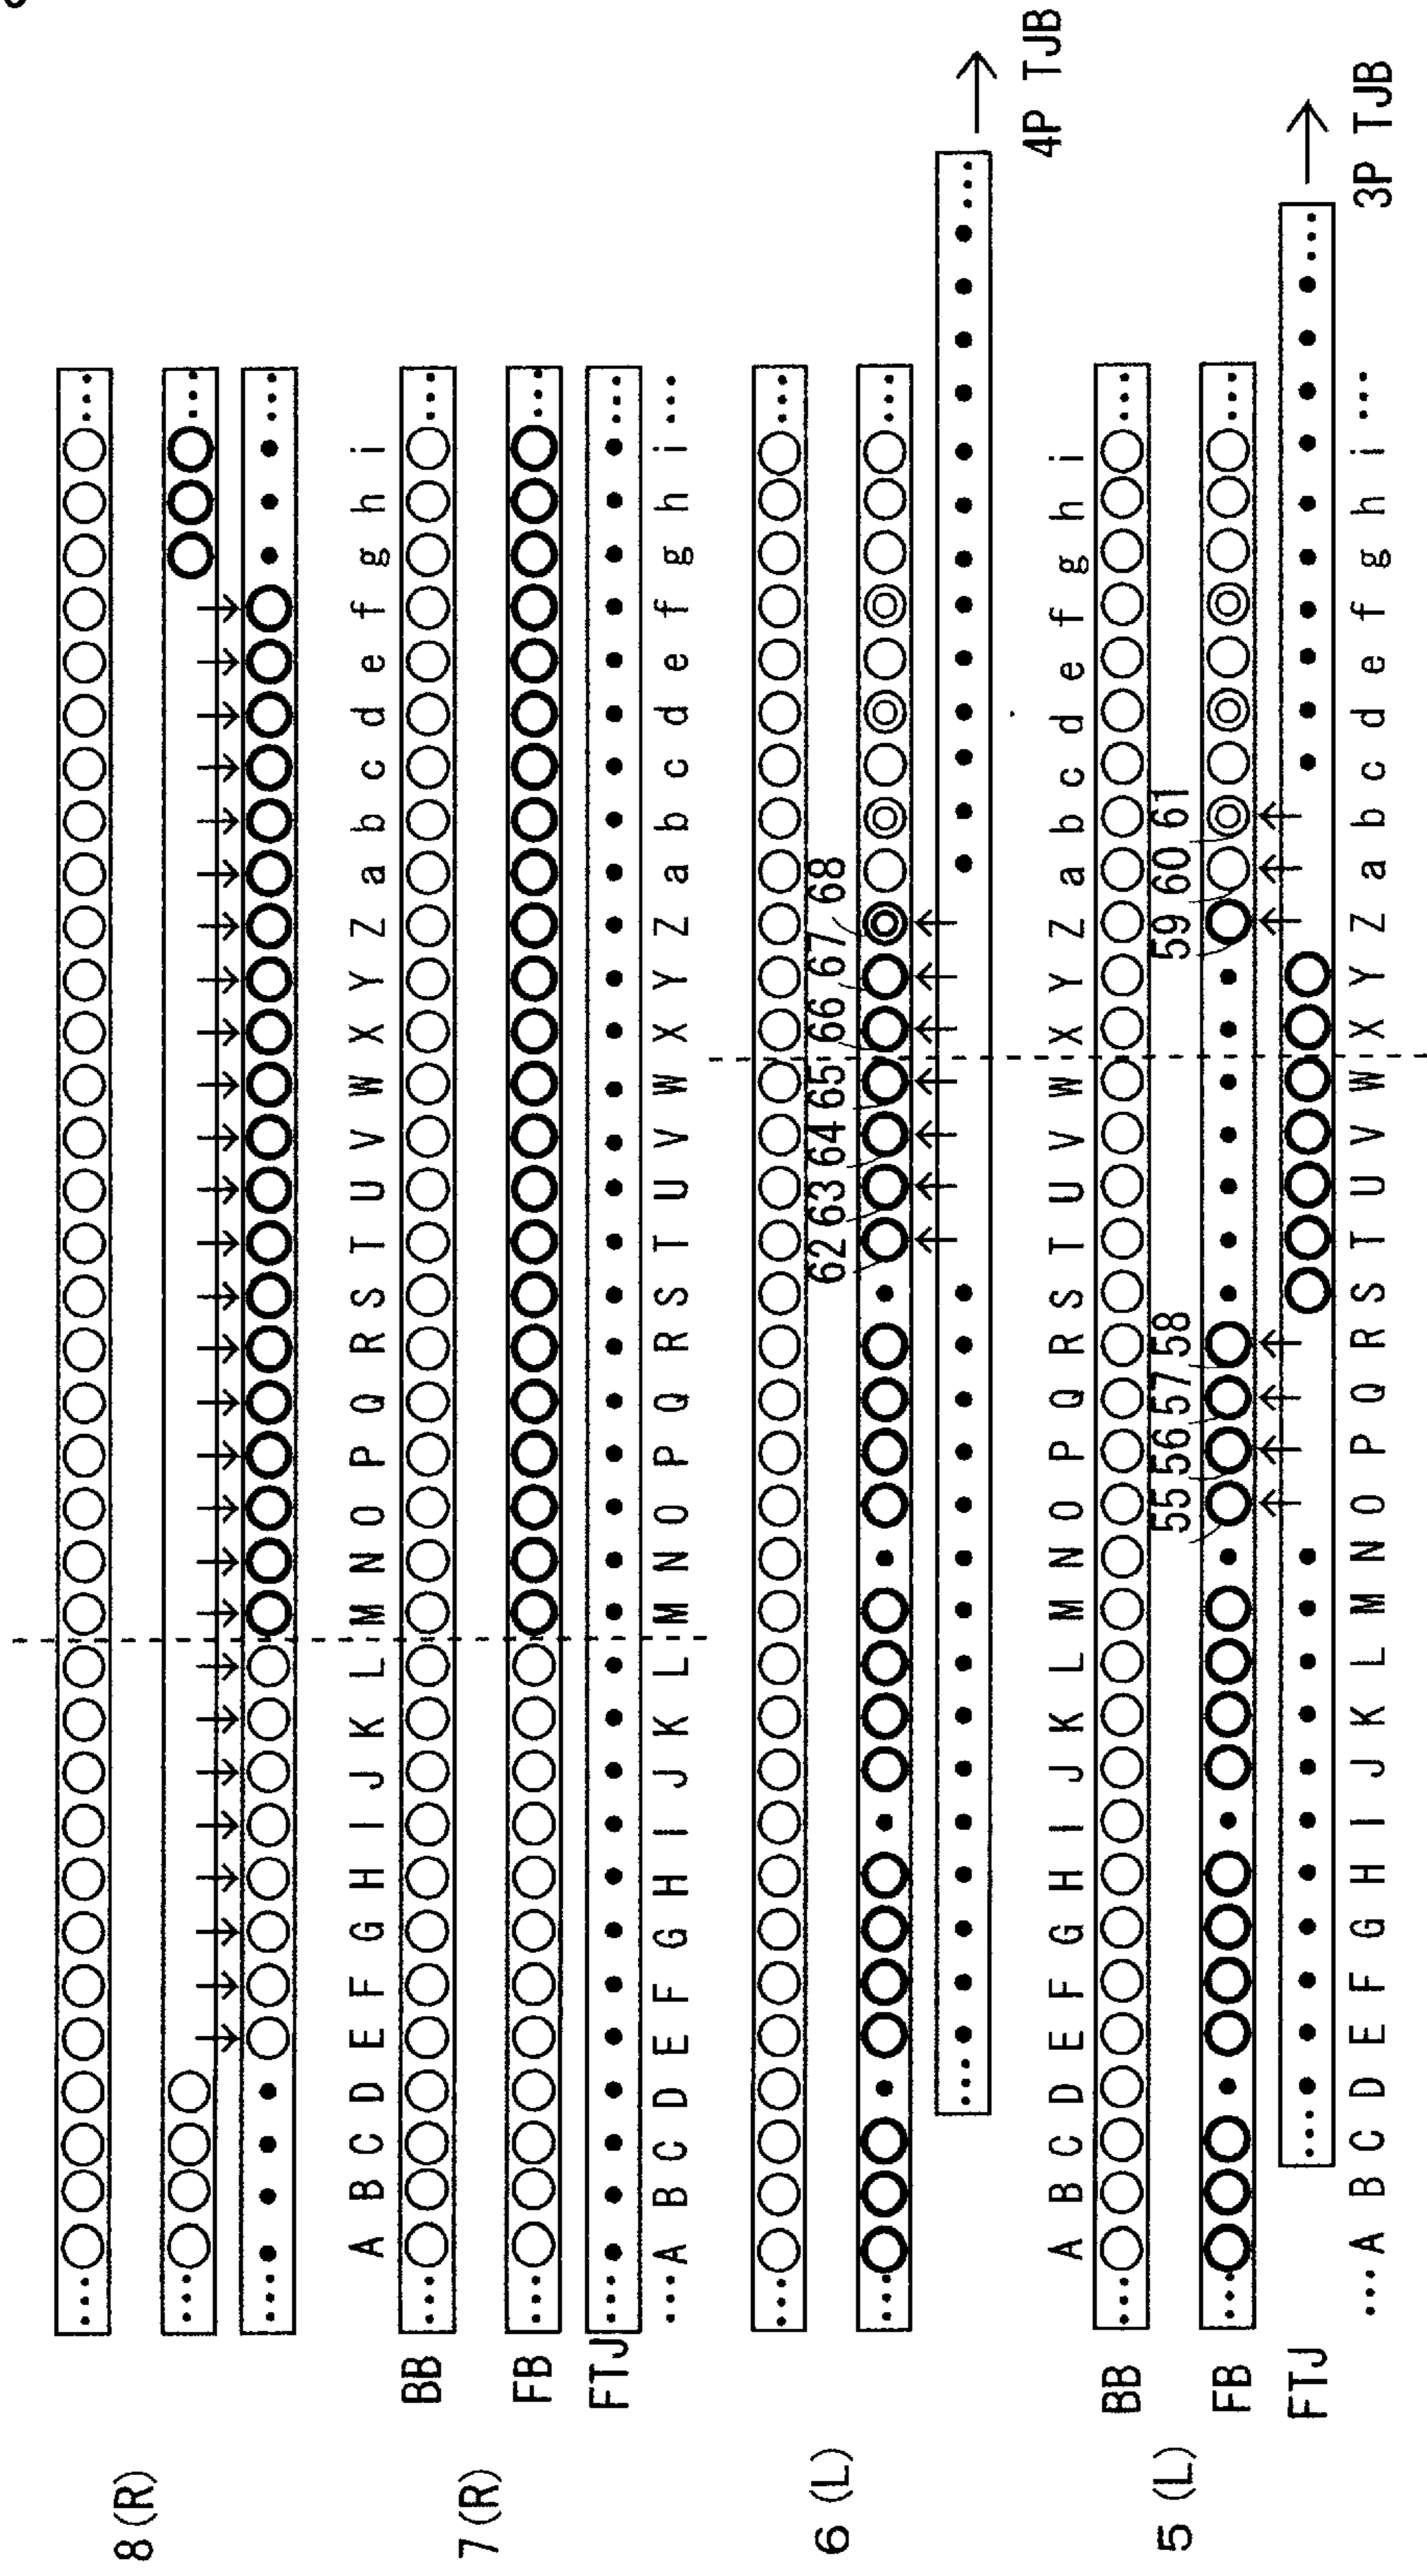 8(R)
A B C D E F G H I J K L M N O P Q R S T U V W X Y Z a b c d e f g h i
7(R)
BB
FB
FTJ
...A B C D E F G H I J K L M N O P Q R S T U V W X Y Z a b c d e f g h i ...
6(L)
62 63 64 65 66 67 68
4P TJB
A B C D E F G H I J K L M N O P Q R S T U V W X Y Z a b c d e f g h i
5(L)
BB
55 56 57 58 59 60 61
FB
FTJ
3P TJB
...A B C D E F G H I J K L M N O P Q R S T U V W X Y Z a b c d e f g h i ...